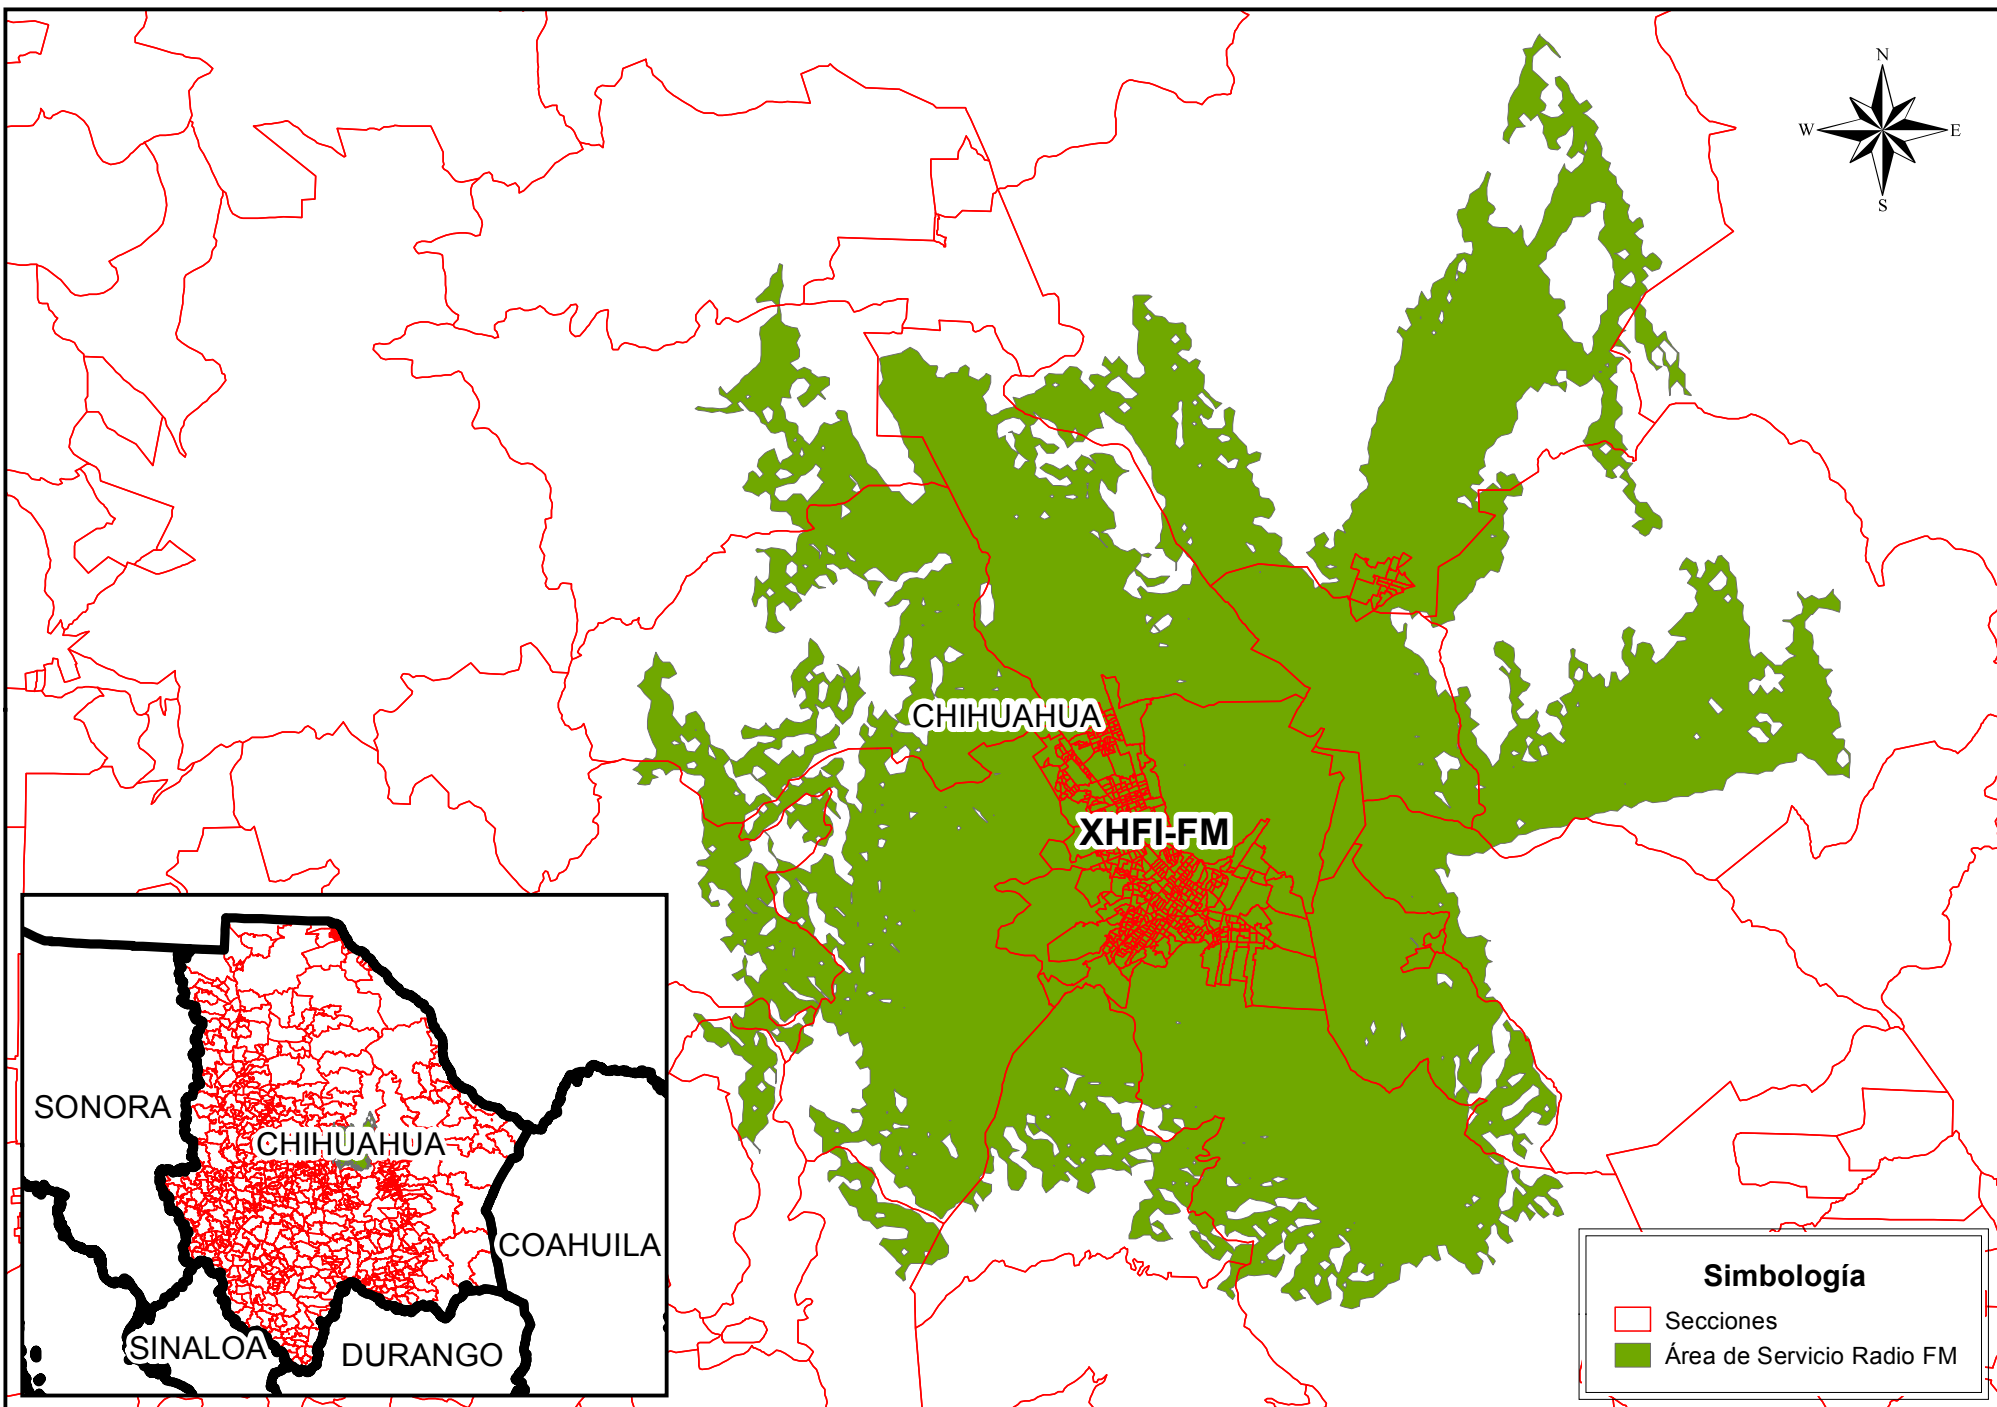 N
W E
S
CHIHUAHUA
XHFI-FM
SONORA
CHIHUAHUA
COAHUILA
SINALOA
DURANGO
Simbología
Secciones
Área de Servicio Radio FM